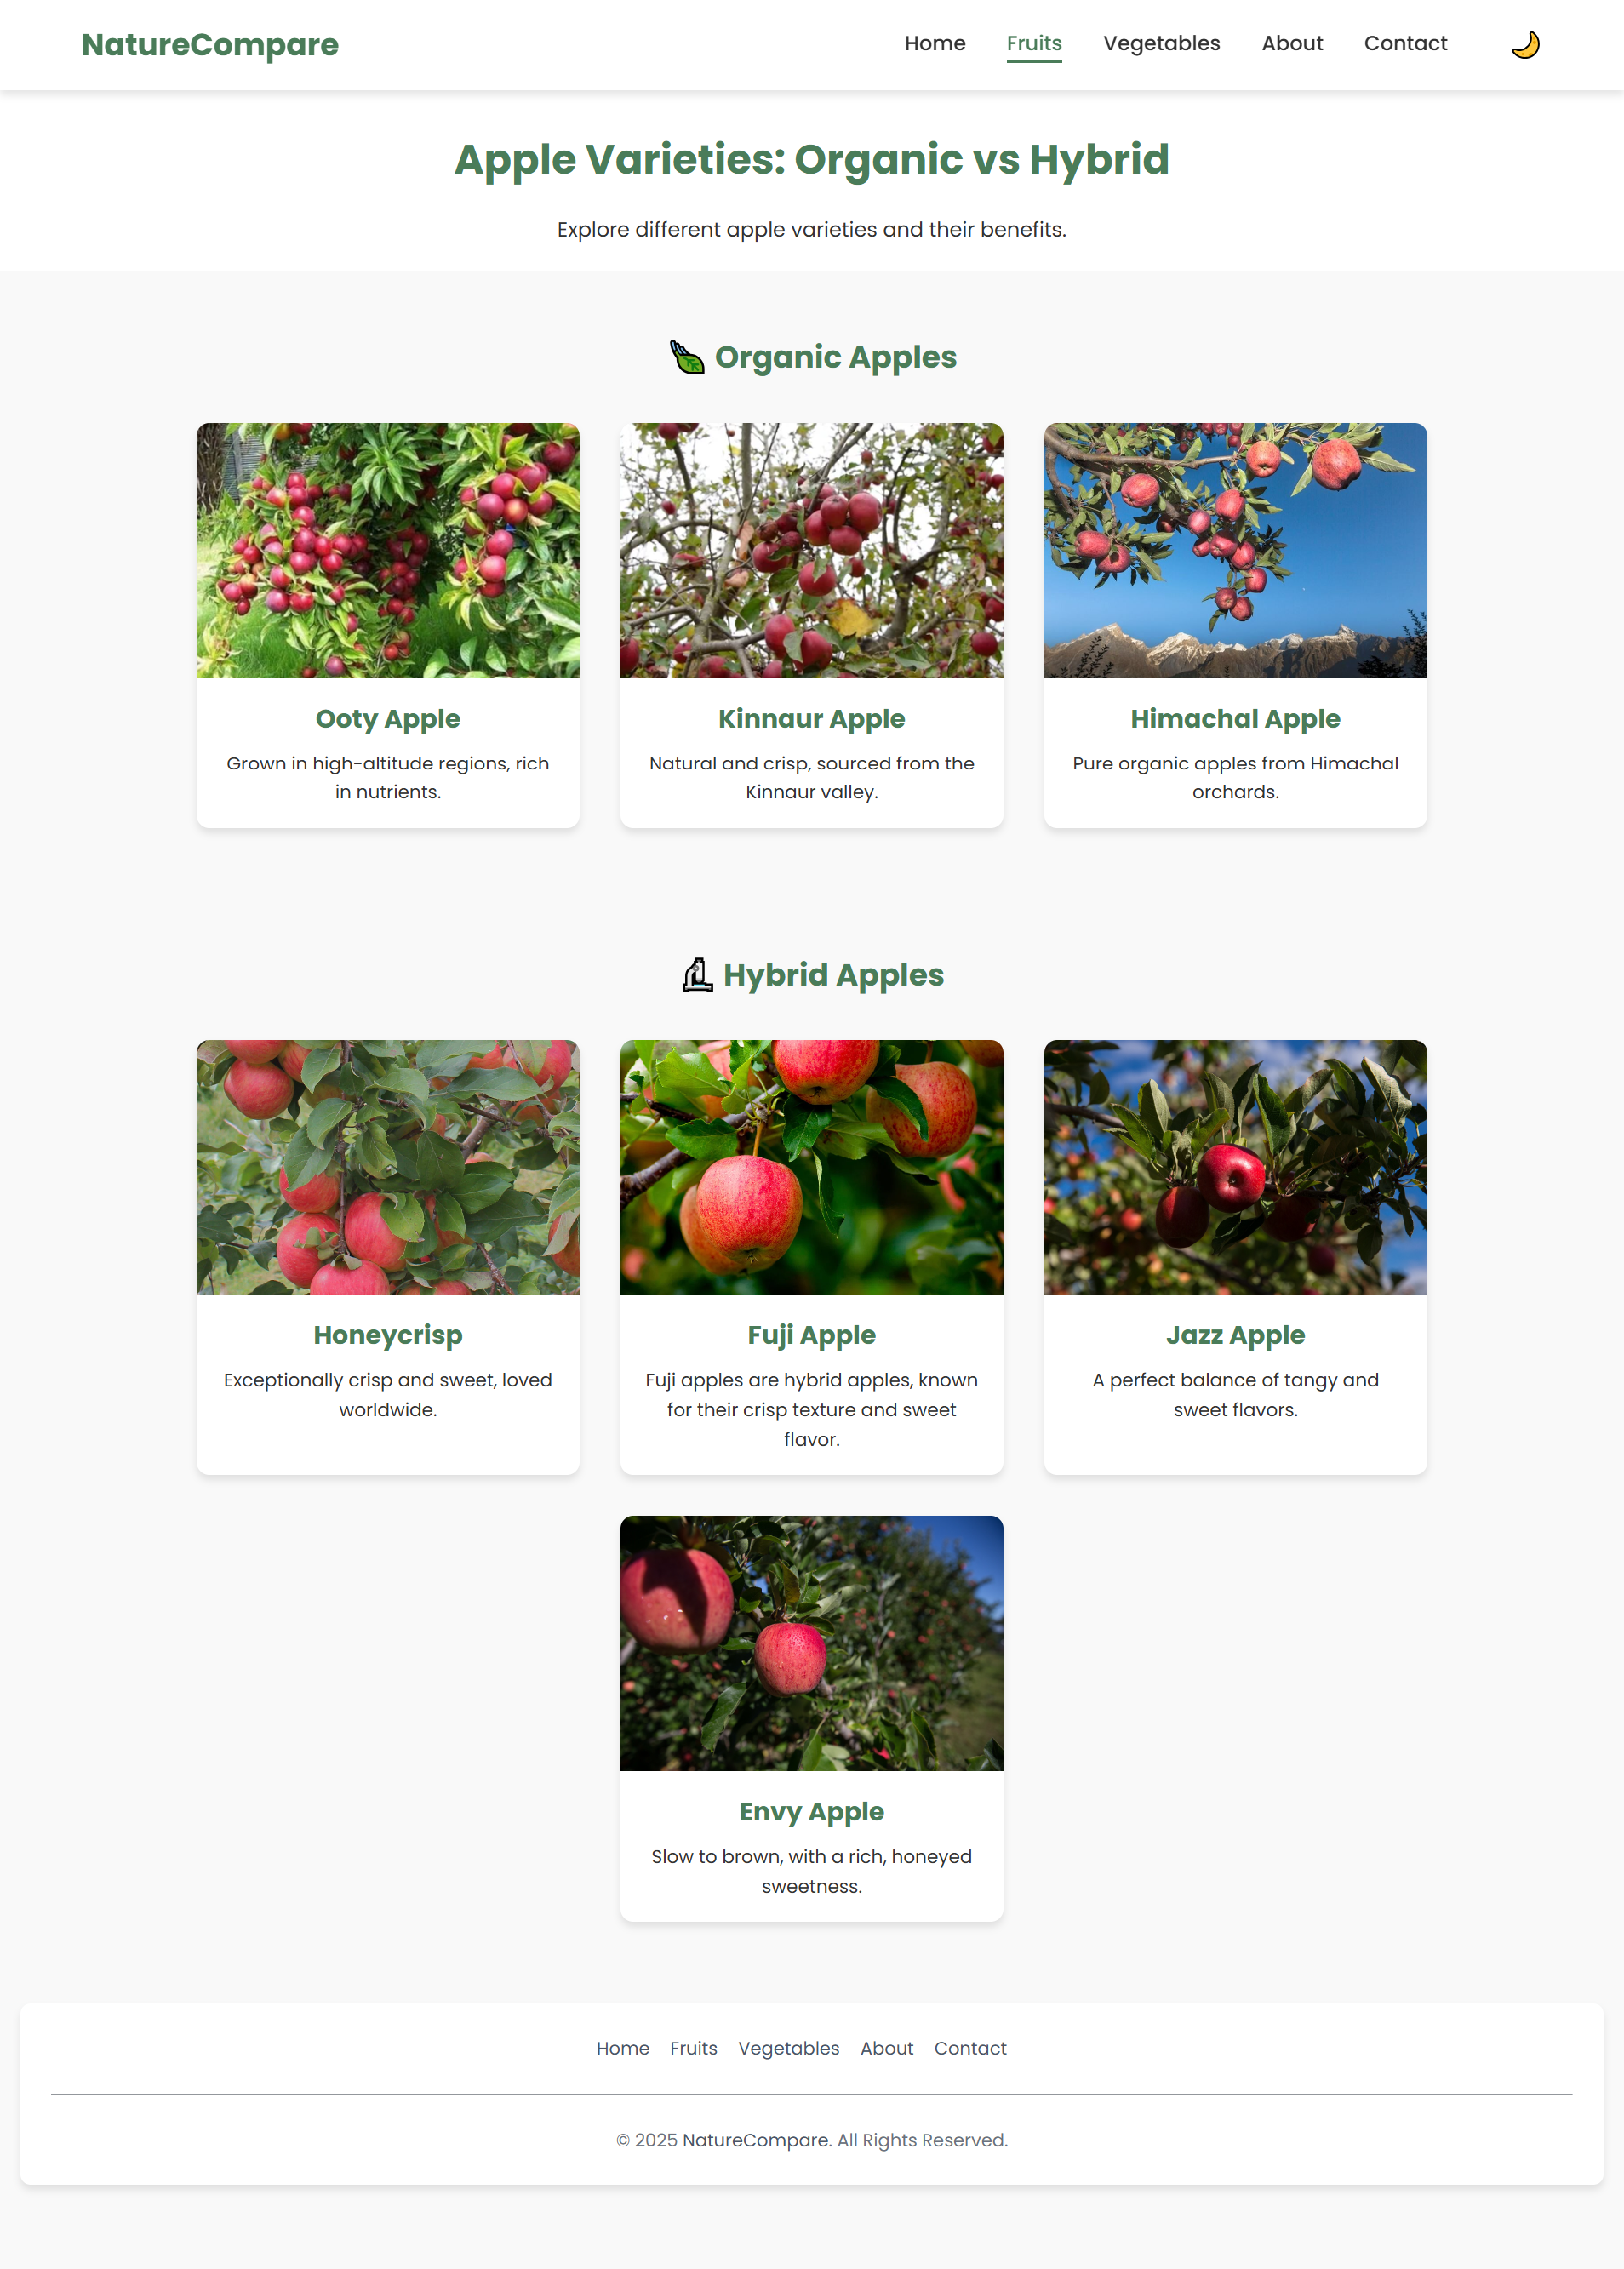 NatureCompare
Home Fruits Vegetables About Contact
Apple Varieties: Organic vs Hybrid
Explore different apple varieties and their benefits.
Organic Apples
Ooty Apple
Grown in high-altitude regions, rich
in nutrients.
Kinnaur Apple
Natural and crisp, sourced from the
Kinnaur valley.
Himachal Apple
Pure organic apples from Himachal
orchards.
Hybrid Apples
Honeycrisp
Exceptionally crisp and sweet, loved
worldwide.
Fuji Apple
Fuji apples are hybrid apples, known
for their crisp texture and sweet
flavor.
Jazz Apple
A perfect balance of tangy and
sweet flavors.
Envy Apple
Slow to brown, with a rich, honeyed
sweetness.
Home Fruits Vegetables About Contact
© 2025 NatureCompare. All Rights Reserved.